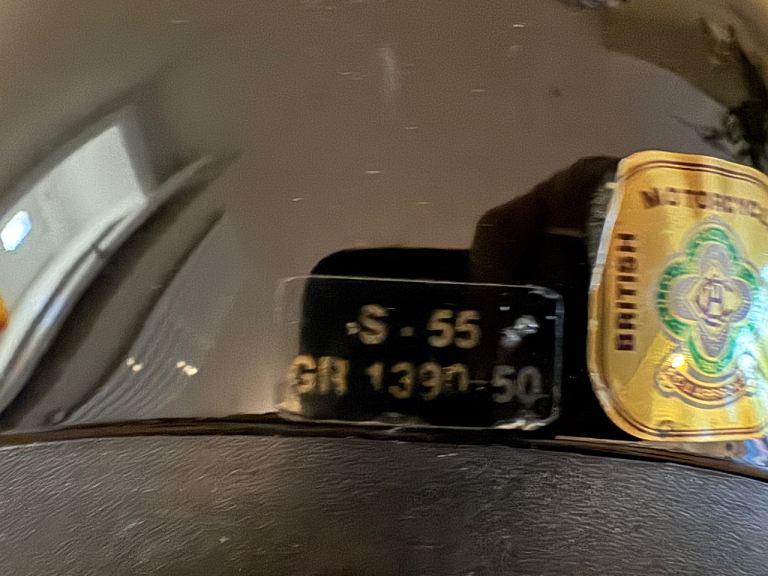 S - 55
GR 1390-50
MOTORCYCLE
BRITISH